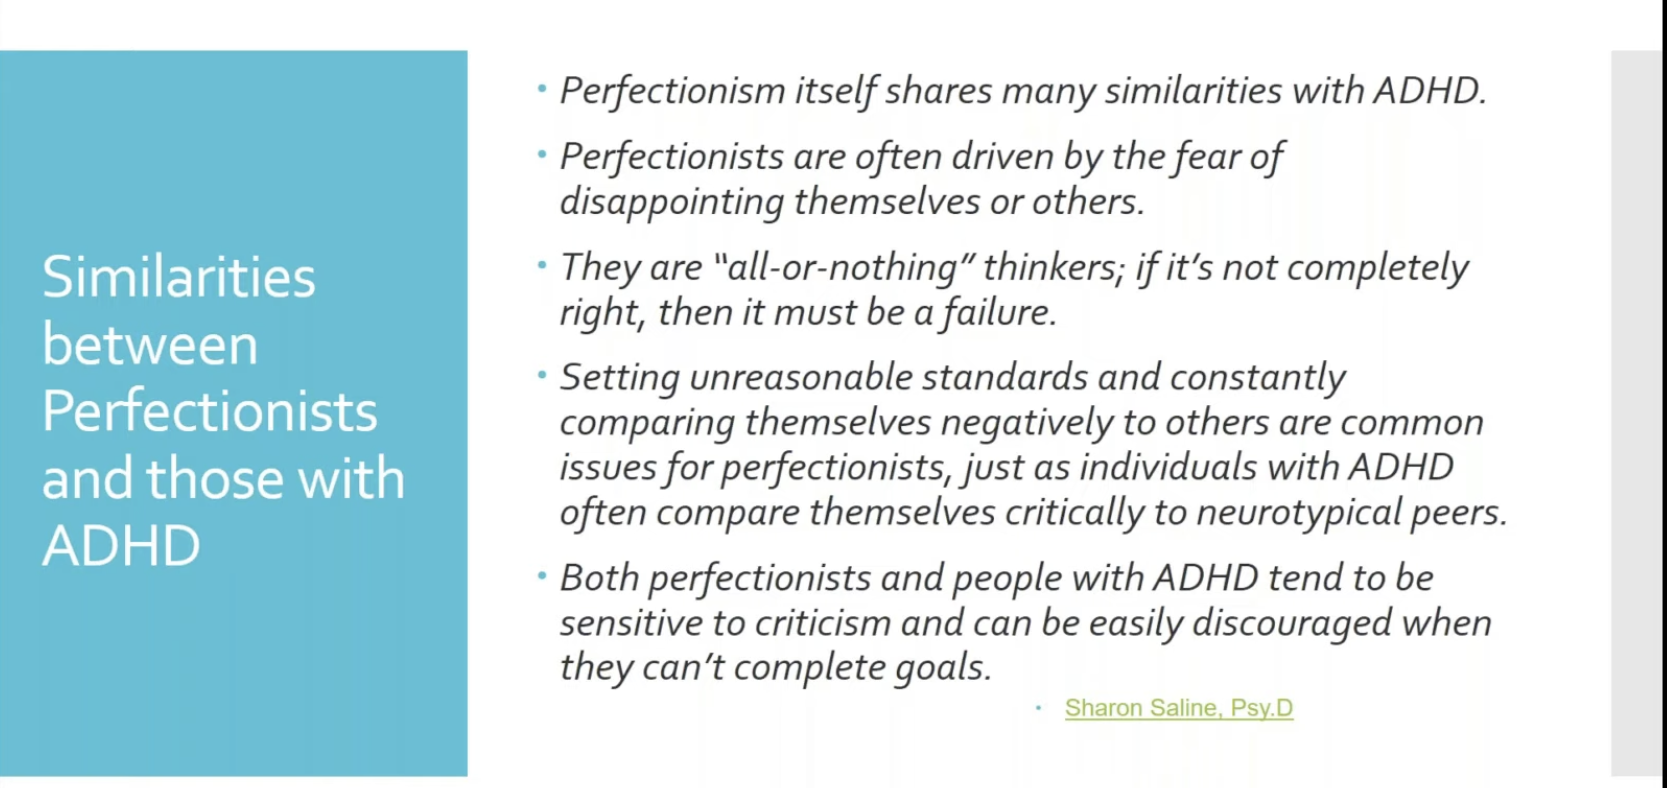 Similarities
between
Perfectionists
and those with
ADHD
• Perfectionism itself shares many similarities with ADHD.
• Perfectionists are often driven by the fear of
disappointing themselves or others.
• They are “all-or-nothing” thinkers; if it’s not completely
right, then it must be a failure.
• Setting unreasonable standards and constantly
comparing themselves negatively to others are common
issues for perfectionists, just as individuals with ADHD
often compare themselves critically to neurotypical peers.
• Both perfectionists and people with ADHD tend to be
sensitive to criticism and can be easily discouraged when
they can’t complete goals.
• Sharon Saline, Psy.D